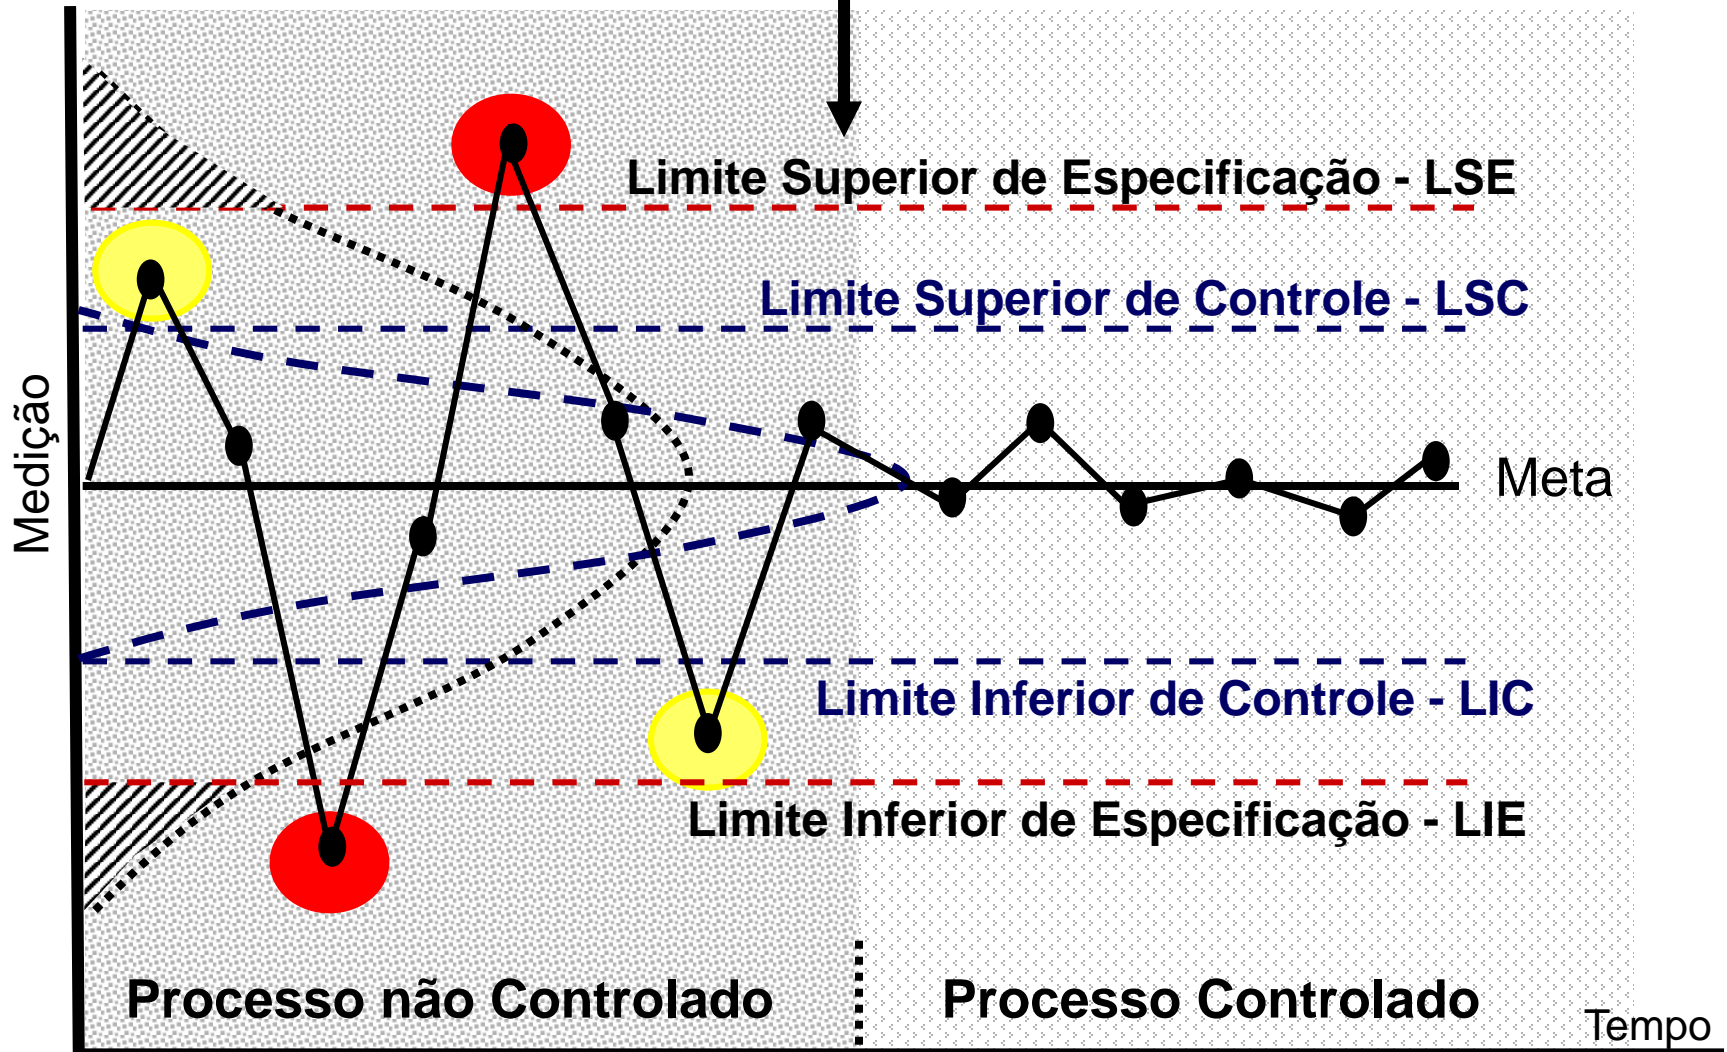 Limite Superior de Especificação - LSE
Limite Superior de Controle - LSC
Medição
Meta
Limite Inferior de Controle - LIC
Limite Inferior de Especificação - LIE
Processo não Controlado
Processo Controlado
Tempo